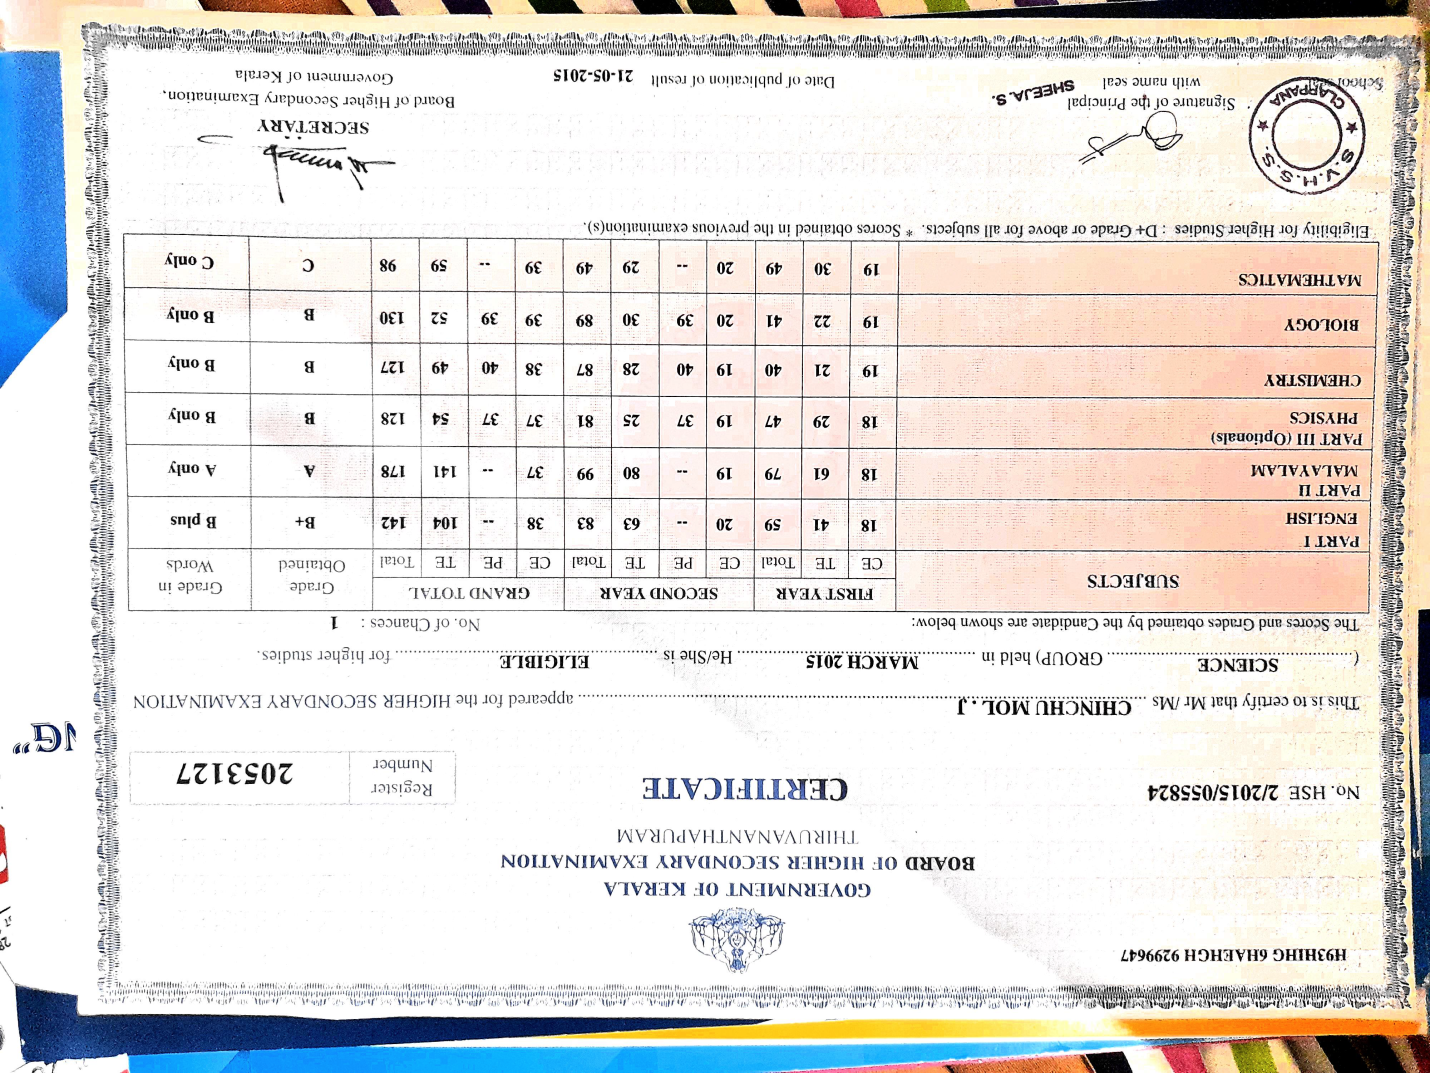 H93HIHG 6HAEHGH 9299647
GOVERNMENT OF KERALA
BOARD OF HIGHER SECONDARY EXAMINATION
THIRUVANANTHAPURAM
No. HSE 2/2015/055824
CERTIFICATE
Register Number 2053127
This is to certify that Mr /Ms CHINCHU MOL . J appeared for the HIGHER SECONDARY EXAMINATION
( SCIENCE GROUP) held in MARCH 2015 He/She is ELIGIBLE for higher studies.
The Scores and Grades obtained by the Candidate are shown below: No. of Chances : 1
SUBJECTS FIRST YEAR SECOND YEAR GRAND TOTAL Grade Obtained Grade in Words
CE TE Total CE PE TE Total CE PE TE Total
PART I
ENGLISH 18 41 59 20 -- 63 83 38 -- 104 142 B+ B plus
PART II
MALAYALAM 18 61 79 19 -- 80 99 37 -- 141 178 A A only
PART III (Optionals)
PHYSICS 18 29 47 19 37 25 81 37 37 54 128 B B only
CHEMISTRY 19 21 40 19 40 28 87 38 40 49 127 B B only
BIOLOGY 19 22 41 20 39 30 89 39 39 52 130 B B only
MATHEMATICS 19 30 49 20 -- 29 49 39 -- 59 98 C C only
Eligibility for Higher Studies : D+ Grade or above for all subjects. * Scores obtained in the previous examination(s).
S.V.H.S.S.
CLAPPANA
School seal
Signature of the Principal
with name seal
SHEEJA. S.
Date of publication of result 21-05-2015
SECRETARY
Board of Higher Secondary Examination,
Government of Kerala